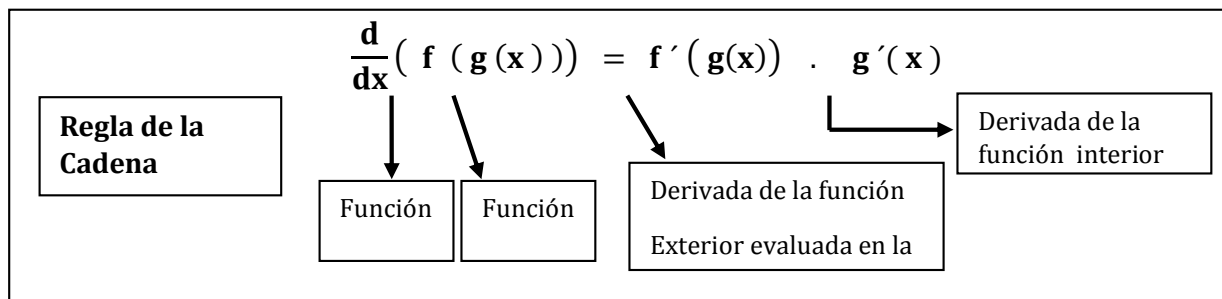 d/dx ( f ( g (x) ) ) = f ´ ( g(x) ) . g ´( x )
Regla de la
Cadena
Función
Función
Derivada de la función
Exterior evaluada en la
Derivada de la
función interior